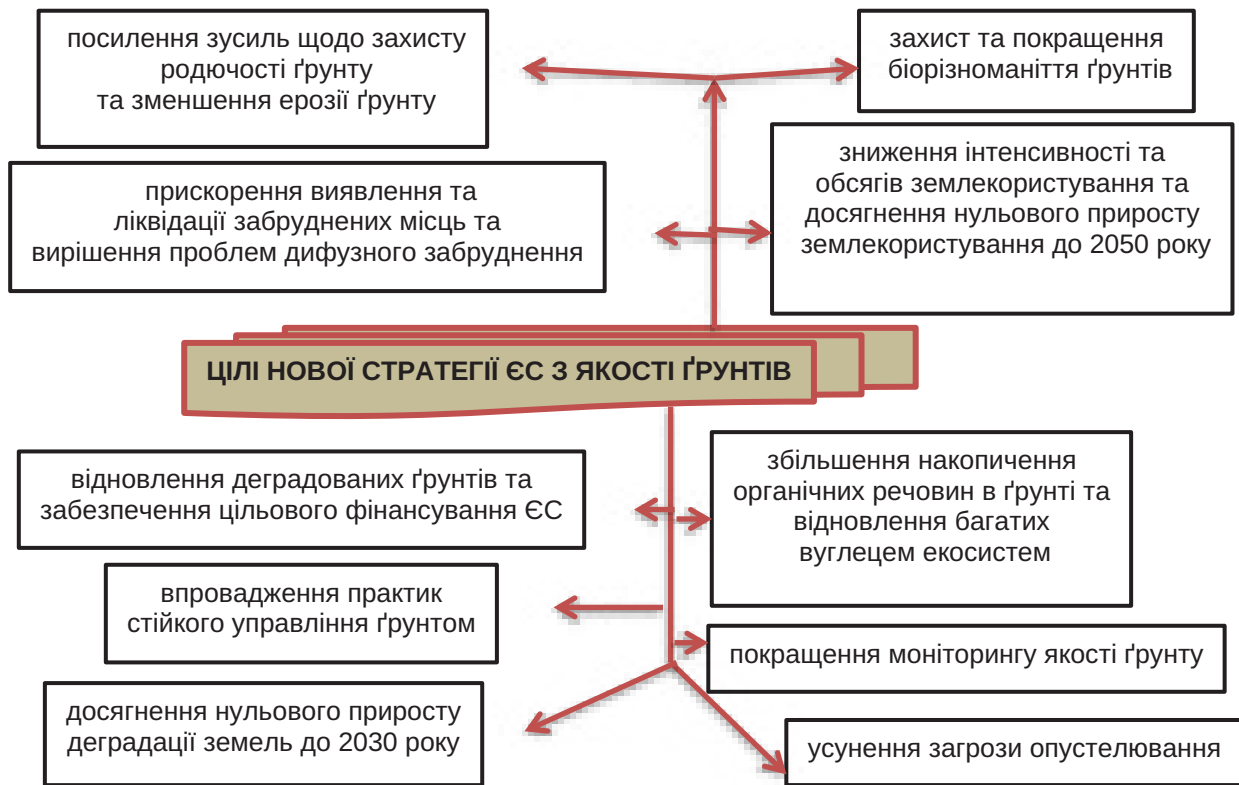 посилення зусиль щодо захисту
родючості ґрунту
та зменшення ерозії ґрунту
захист та покращення
біорізноманіття ґрунтів
прискорення виявлення та
ліквідації забруднених місць та
вирішення проблем дифузного забруднення
зниження інтенсивності та
обсягів землекористування та
досягнення нульового приросту
землекористування до 2050 року
ЦІЛІ НОВОЇ СТРАТЕГІЇ ЄС З ЯКОСТІ ҐРУНТІВ
відновлення деградованих ґрунтів та
забезпечення цільового фінансування ЄС
збільшення накопичення
органічних речовин в ґрунті та
відновлення багатих
вуглецем екосистем
впровадження практик
стійкого управління ґрунтом
покращення моніторингу якості ґрунту
досягнення нульового приросту
деградації земель до 2030 року
усунення загрози опустелювання